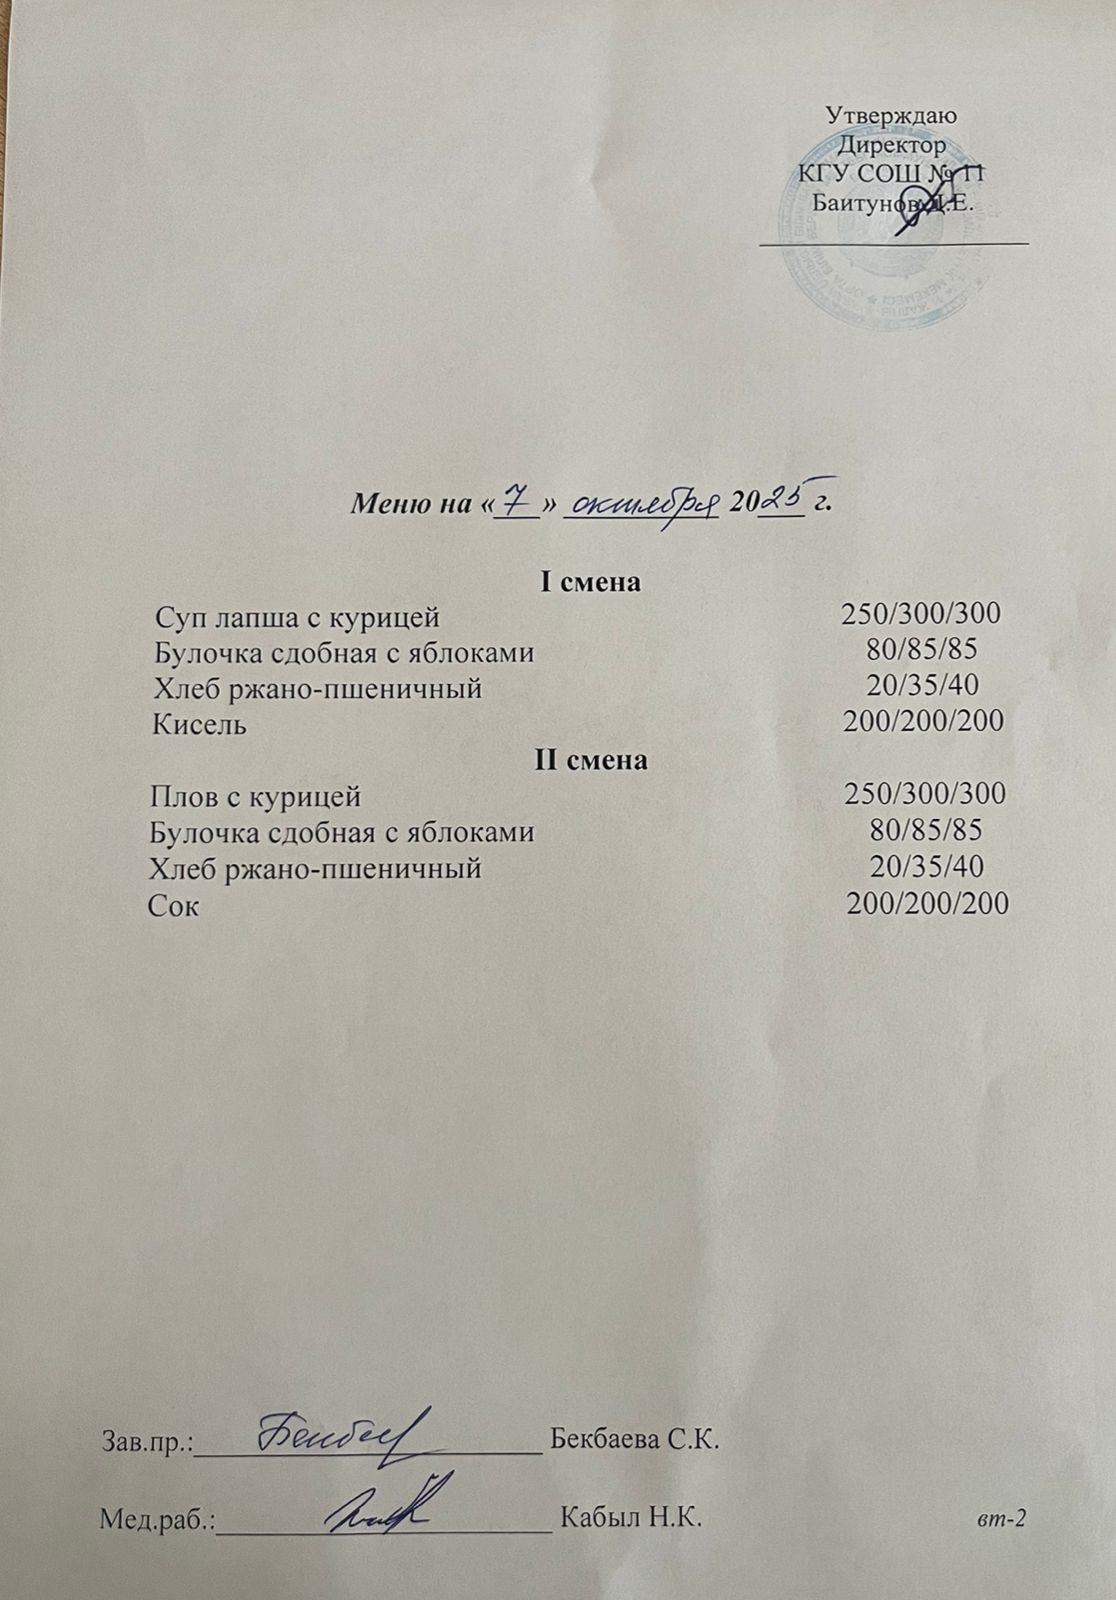 Утверждаю
Директор
КГУ СОШ № 11
Баитунов Д.Е.
Меню на «7» октября 2025 г.
I смена
Суп лапша с курицей 250/300/300
Булочка сдобная с яблоками 80/85/85
Хлеб ржано-пшеничный 20/35/40
Кисель 200/200/200
II смена
Плов с курицей 250/300/300
Булочка сдобная с яблоками 80/85/85
Хлеб ржано-пшеничный 20/35/40
Сок 200/200/200
Зав.пр.: Бекбаева С.К.
Мед.раб.: Кабыл Н.К.
вт-2